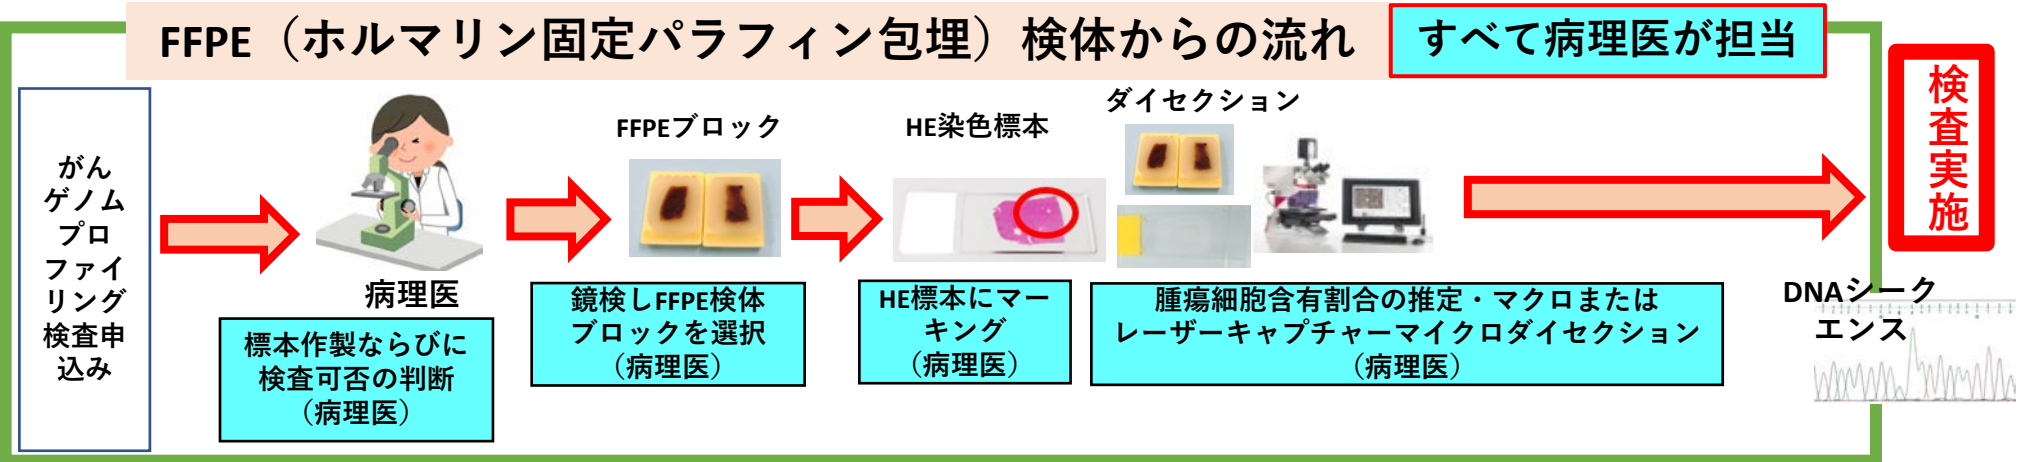 FFPE（ホルマリン固定パラフィン包埋）検体からの流れ
すべて病理医が担当
がん
ゲノム
プロ
ファイ
リング
検査申
込み
病理医
標本作製ならびに
検査可否の判断
（病理医）
FFPEブロック
鏡検しFFPE検体
ブロックを選択
（病理医）
HE染色標本
HE標本にマー
キング
（病理医）
ダイセクション
腫瘍細胞含有割合の推定・マクロまたは
レーザーキャプチャーマイクロダイセクション
（病理医）
検査実施
DNAシーク
エンス